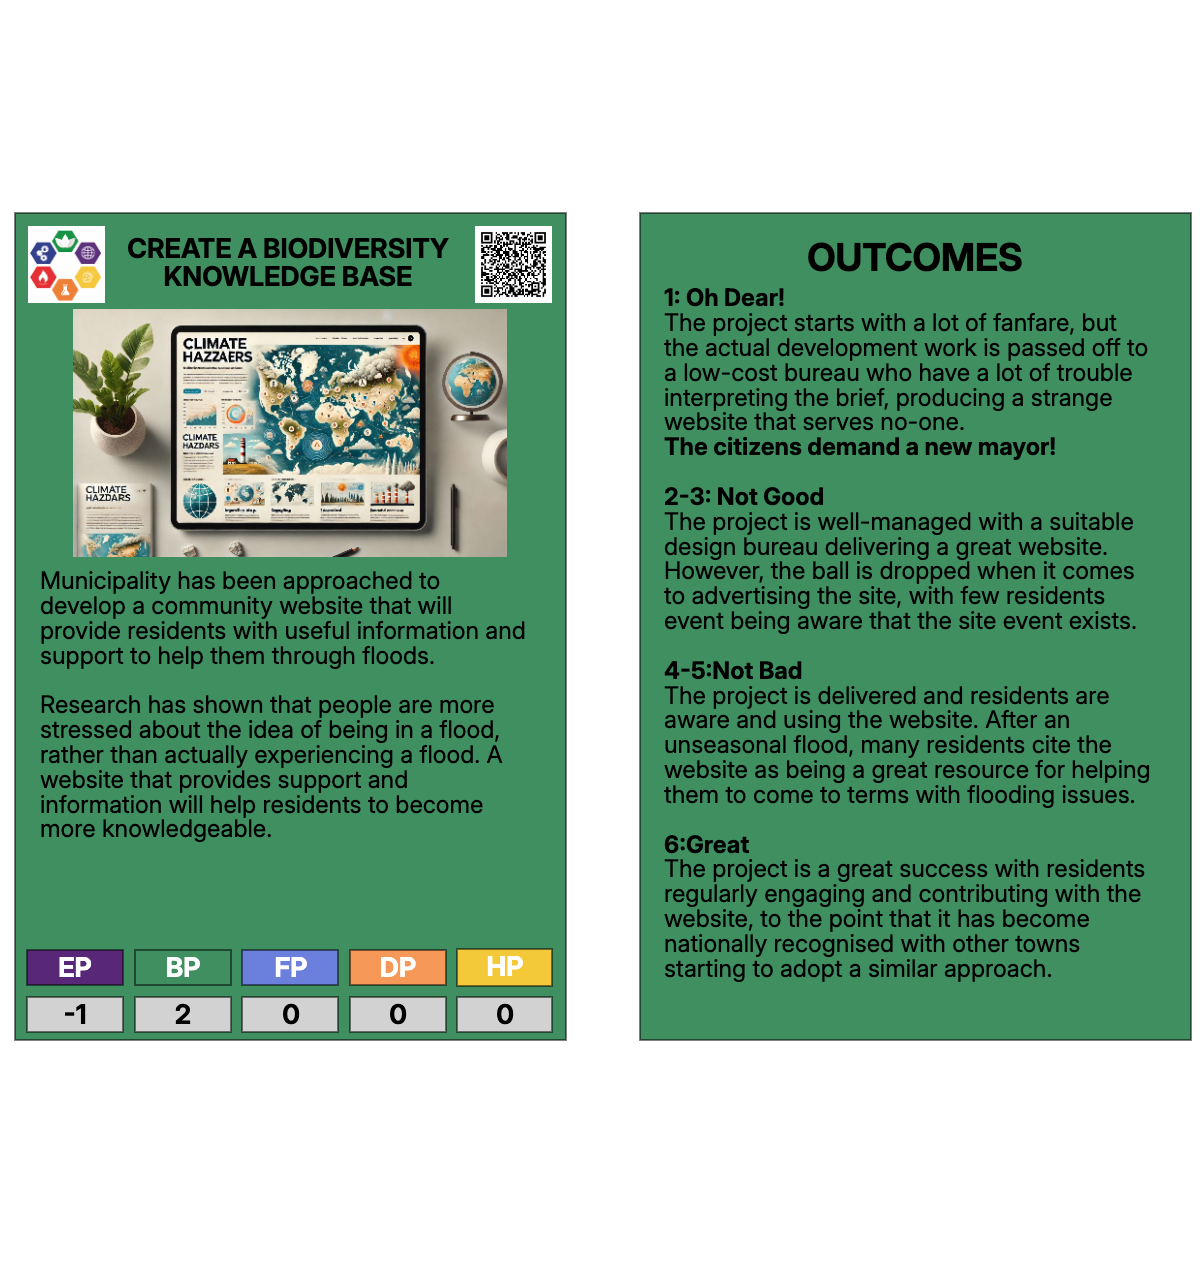 CREATE A BIODIVERSITY
KNOWLEDGE BASE
CLIMATE
HAZZAERS
CLIMATE
HAZDARS
CLIMATE
HAZDARS
Municipality has been approached to
develop a community website that will
provide residents with useful information and
support to help them through floods.
Research has shown that people are more
stressed about the idea of being in a flood,
rather than actually experiencing a flood. A
website that provides support and
information will help residents to become
more knowledgeable.
EP BP FP DP HP
-1 2 0 0 0
OUTCOMES
1: Oh Dear!
The project starts with a lot of fanfare, but
the actual development work is passed off to
a low-cost bureau who have a lot of trouble
interpreting the brief, producing a strange
website that serves no-one.
The citizens demand a new mayor!
2-3: Not Good
The project is well-managed with a suitable
design bureau delivering a great website.
However, the ball is dropped when it comes
to advertising the site, with few residents
event being aware that the site event exists.
4-5:Not Bad
The project is delivered and residents are
aware and using the website. After an
unseasonal flood, many residents cite the
website as being a great resource for helping
them to come to terms with flooding issues.
6:Great
The project is a great success with residents
regularly engaging and contributing with the
website, to the point that it has become
nationally recognised with other towns
starting to adopt a similar approach.